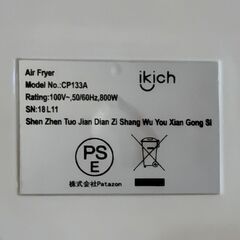 Air Fryer
ikich
Model No.:CP133A
Rating:100V~,50/60Hz,800W
SN:18L11
Shen Zhen Tuo Jian Dian Zi Shang Wu You Xian Gong Si
PS
E
株式会社Patazon